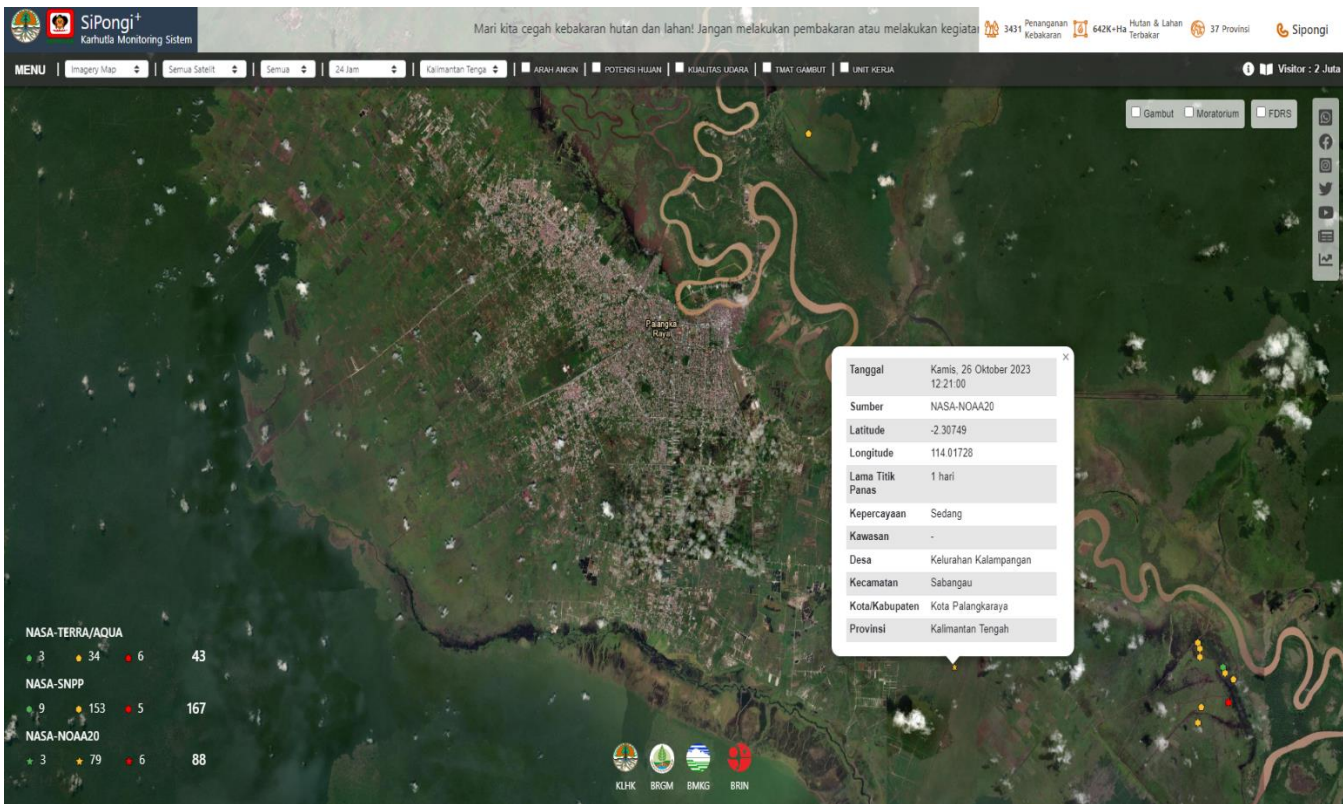 SiPongi+
Karhutla Monitoring Sistem
Mari kita cegah kebakaran hutan dan lahan! Jangan melakukan pembakaran atau melakukan kegiatan
3431 Penanganan Kebakaran
642K+Ha Hutan & Lahan Terbakar
37 Provinsi
Sipongi
MENU | Imagery Map | Semua Satelit | Semua | 24 Jam | Kalimantan Tenga | ARAH ANGIN | POTENSI HUJAN | KUALITAS UDARA | TMAT GAMBUT | UNIT KERJA
Visitor : 2 Juta
Gambut Moratorium FDRS
Palangka
Raya
×
Tanggal Kamis, 26 Oktober 2023
12:21:00
Sumber NASA-NOAA20
Latitude -2.30749
Longitude 114.01728
Lama Titik Panas 1 hari
Kepercayaan Sedang
Kawasan -
Desa Kelurahan Kalampangan
Kecamatan Sabangau
Kota/Kabupaten Kota Palangkaraya
Provinsi Kalimantan Tengah
NASA-TERRA/AQUA
3 34 6 43
NASA-SNPP
9 153 5 167
NASA-NOAA20
3 79 6 88
KLHK BRGM BMKG BRIN